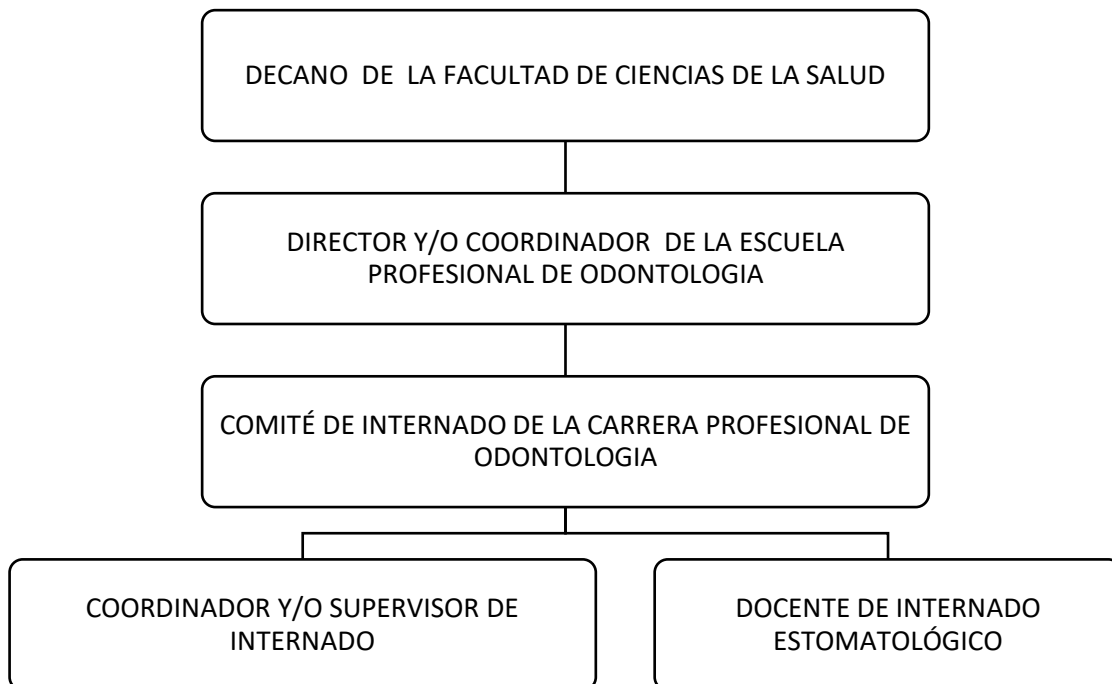 DECANO DE LA FACULTAD DE CIENCIAS DE LA SALUD
DIRECTOR Y/O COORDINADOR DE LA ESCUELA
PROFESIONAL DE ODONTOLOGIA
COMITÉ DE INTERNADO DE LA CARRERA PROFESIONAL DE
ODONTOLOGIA
COORDINADOR Y/O SUPERVISOR DE
INTERNADO
DOCENTE DE INTERNADO
ESTOMATOLÓGICO